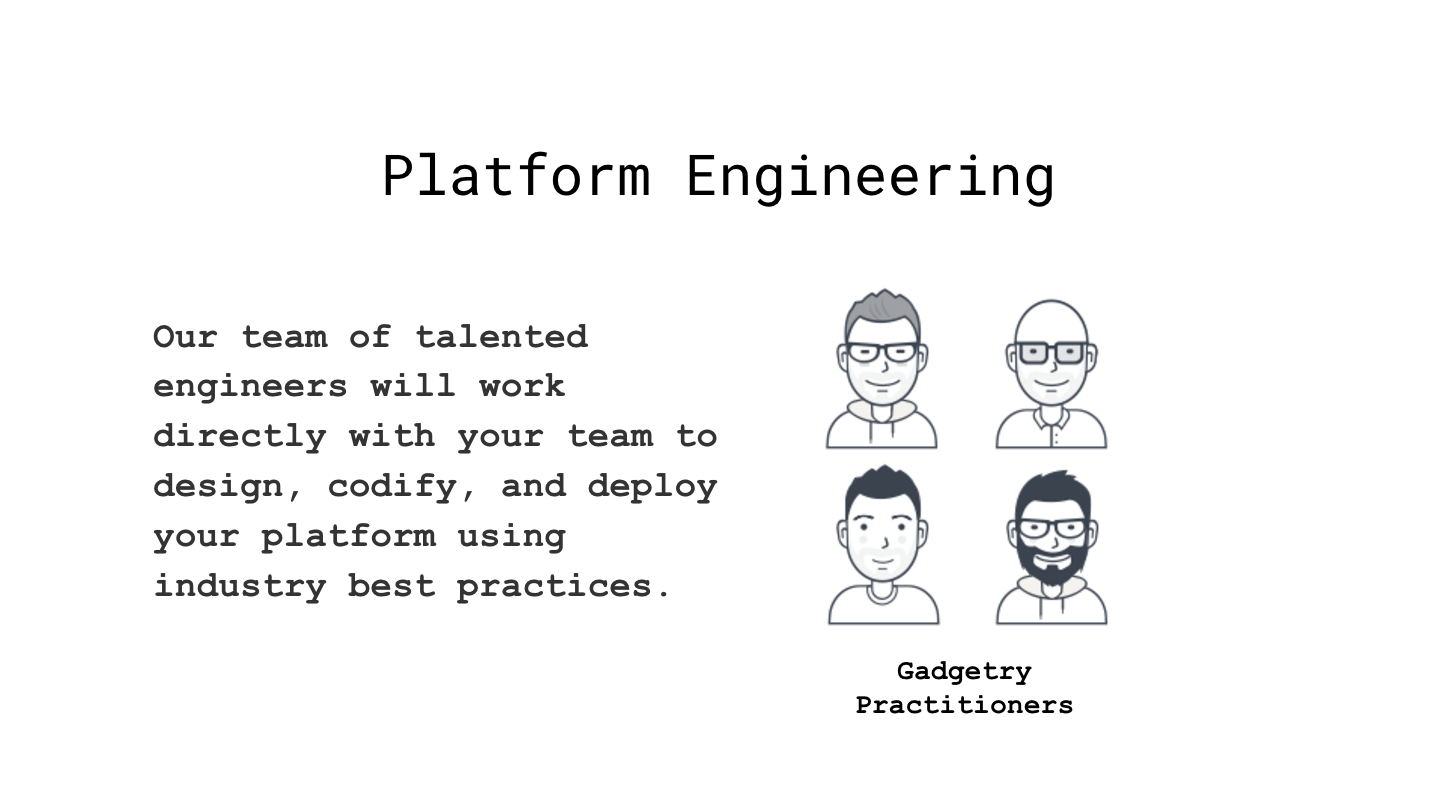 Platform Engineering
Our team of talented
engineers will work
directly with your team to
design, codify, and deploy
your platform using
industry best practices.
Gadgetry
Practitioners